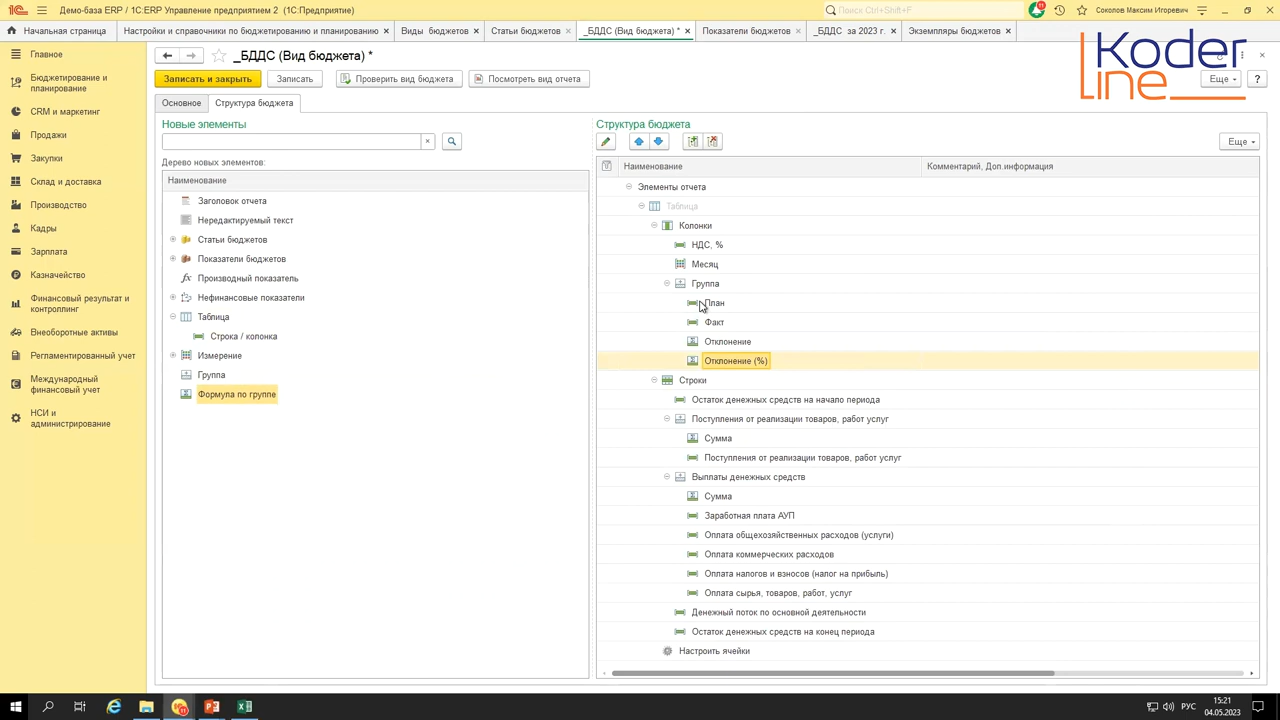 1С Демо-база ERP / 1С:ERP Управление предприятием 2 (1С:Предприятие)
Поиск Ctrl+Shift+F
11
Соколов Максим Игоревич
Начальная страница
Настройки и справочники по бюджетированию и планированию ×
Виды бюджетов ×
Статьи бюджетов ×
_БДДС (Вид бюджета) * ×
Показатели бюджетов ×
_БДДС за 2023 г. ×
Экземпляры бюджетов ×
Главное
Бюджетирование и
планирование
CRM и маркетинг
Продажи
Закупки
Склад и доставка
Производство
Кадры
Зарплата
Казначейство
Финансовый результат и
контроллинг
Внеоборотные активы
Регламентированный учет
Международный
финансовый учет
НСИ и
администрирование
_БДДС (Вид бюджета) *
Koder
line
Записать и закрыть
Записать
Проверить вид бюджета
Посмотреть вид отчета
Еще
?
Основное
Структура бюджета
Новые элементы
Дерево новых элементов:
Наименование
Заголовок отчета
Нередактируемый текст
Статьи бюджетов
Показатели бюджетов
fx Производный показатель
Нефинансовые показатели
Таблица
Строка / колонка
Измерение
Группа
Формула по группе
Структура бюджета
Еще
Наименование
Комментарий, Доп.информация
Элементы отчета
Таблица
Колонки
НДС, %
Месяц
Группа
План
Факт
Отклонение
Отклонение (%)
Строки
Остаток денежных средств на начало периода
Поступления от реализации товаров, работ услуг
Сумма
Поступления от реализации товаров, работ услуг
Выплаты денежных средств
Сумма
Заработная плата АУП
Оплата общехозяйственных расходов (услуги)
Оплата коммерческих расходов
Оплата налогов и взносов (налог на прибыль)
Оплата сырья, товаров, работ, услуг
Денежный поток по основной деятельности
Остаток денежных средств на конец периода
Настроить ячейки
РУС
15:21
04.05.2023